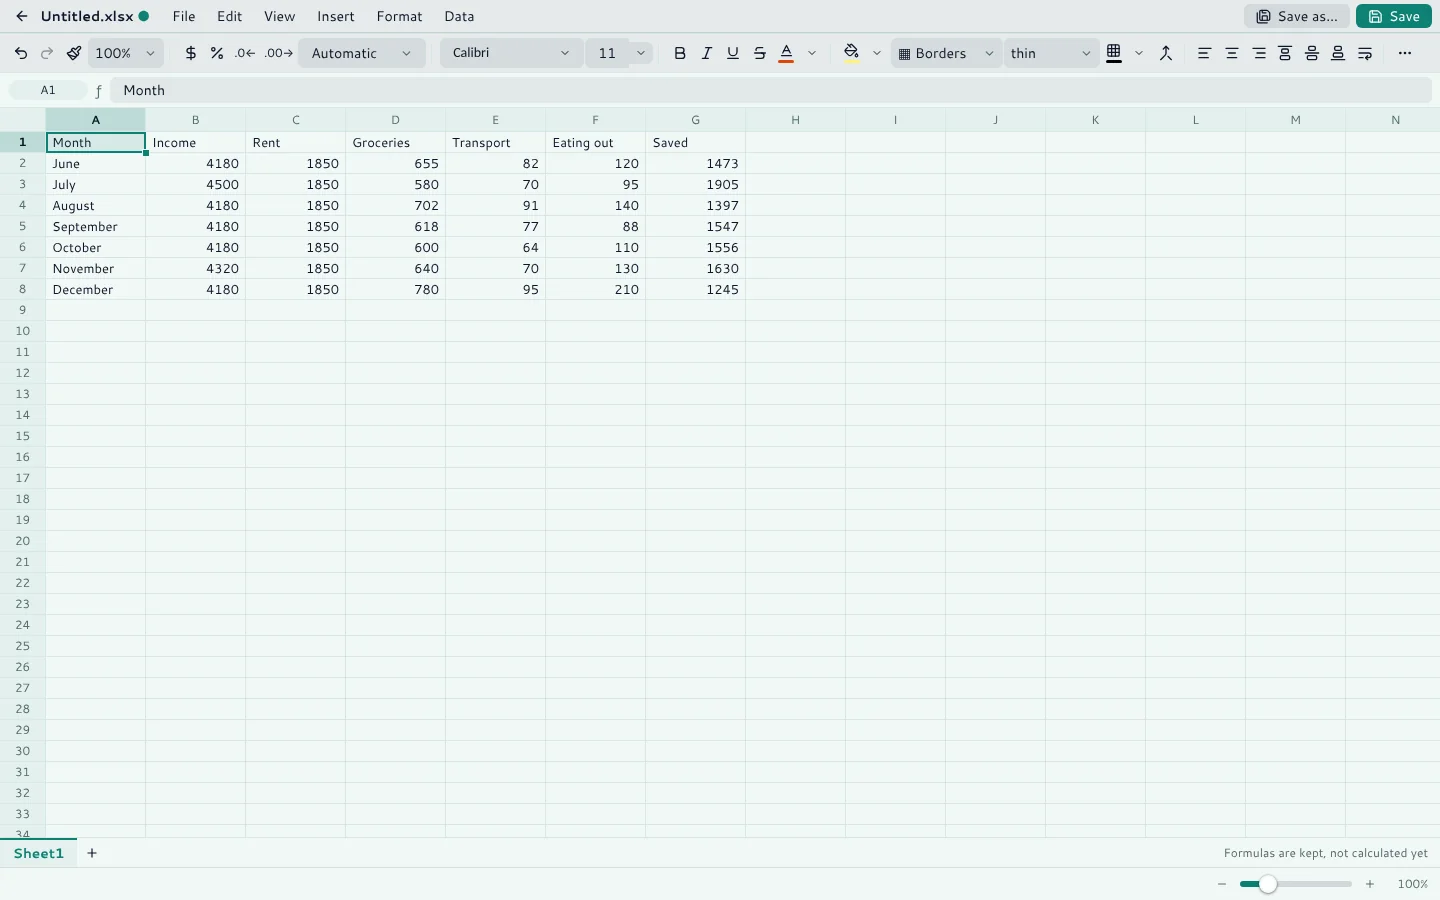 Untitled.xlsx File Edit View Insert Format Data Save as... Save
100% $ % .0← .00→ Automatic Calibri 11 B I U S A Borders thin ...
A1 ƒ Month
A B C D E F G H I J K L M N
1 Month Income Rent Groceries Transport Eating out Saved
2 June 4180 1850 655 82 120 1473
3 July 4500 1850 580 70 95 1905
4 August 4180 1850 702 91 140 1397
5 September 4180 1850 618 77 88 1547
6 October 4180 1850 600 64 110 1556
7 November 4320 1850 640 70 130 1630
8 December 4180 1850 780 95 210 1245
9
10
11
12
13
14
15
16
17
18
19
20
21
22
23
24
25
26
27
28
29
30
31
32
33
34
Sheet1 + Formulas are kept, not calculated yet
− + 100%